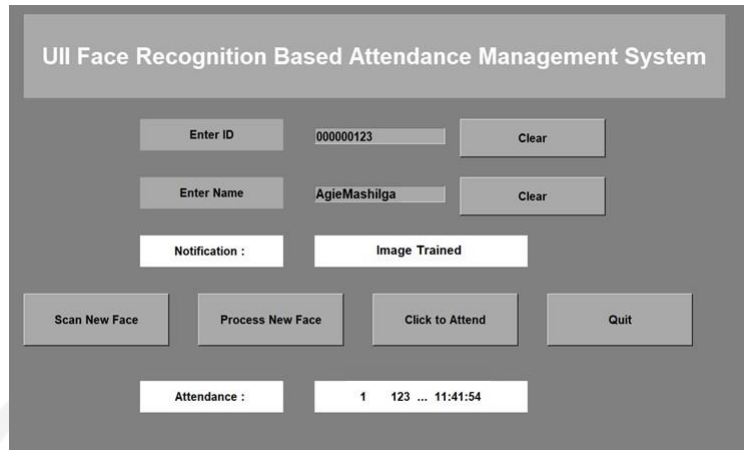 UII Face Recognition Based Attendance Management System
Enter ID 000000123 Clear
Enter Name AgieMashilga Clear
Notification : Image Trained
Scan New Face Process New Face Click to Attend Quit
Attendance : 1 123 ... 11:41:54